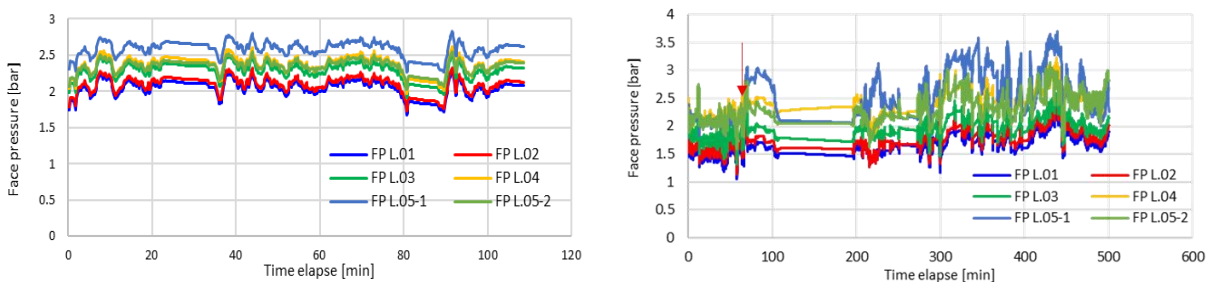 3
2.5
2
1.5
1
0.5
0
Face pressure [bar]
FP L.01 FP L.02
FP L.03 FP L.04
FP L.05-1 FP L.05-2
0 20 40 60 80 100 120
Time elapse [min]
4
3.5
3
2.5
2
1.5
1
0.5
0
Face pressure [bar]
FP L.01 FP L.02
FP L.03 FP L.04
FP L.05-1 FP L.05-2
0 100 200 300 400 500 600
Time elapse [min]